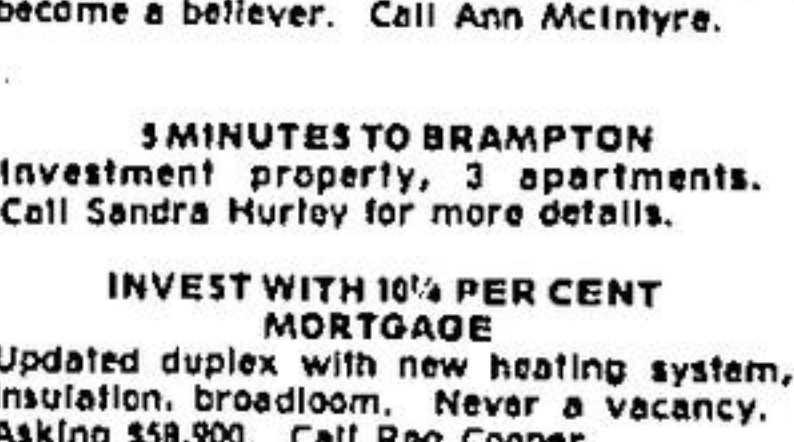 become a believer. Call Ann McIntyre.
5 MINUTES TO BRAMPTON
Investment property, 3 apartments.
Call Sandra Hurley for more details.
INVEST WITH 10¼ PER CENT
MORTGAGE
Updated duplex with new heating system,
insulation, broadloom. Never a vacancy.
Asking $58,900. Call Cooper